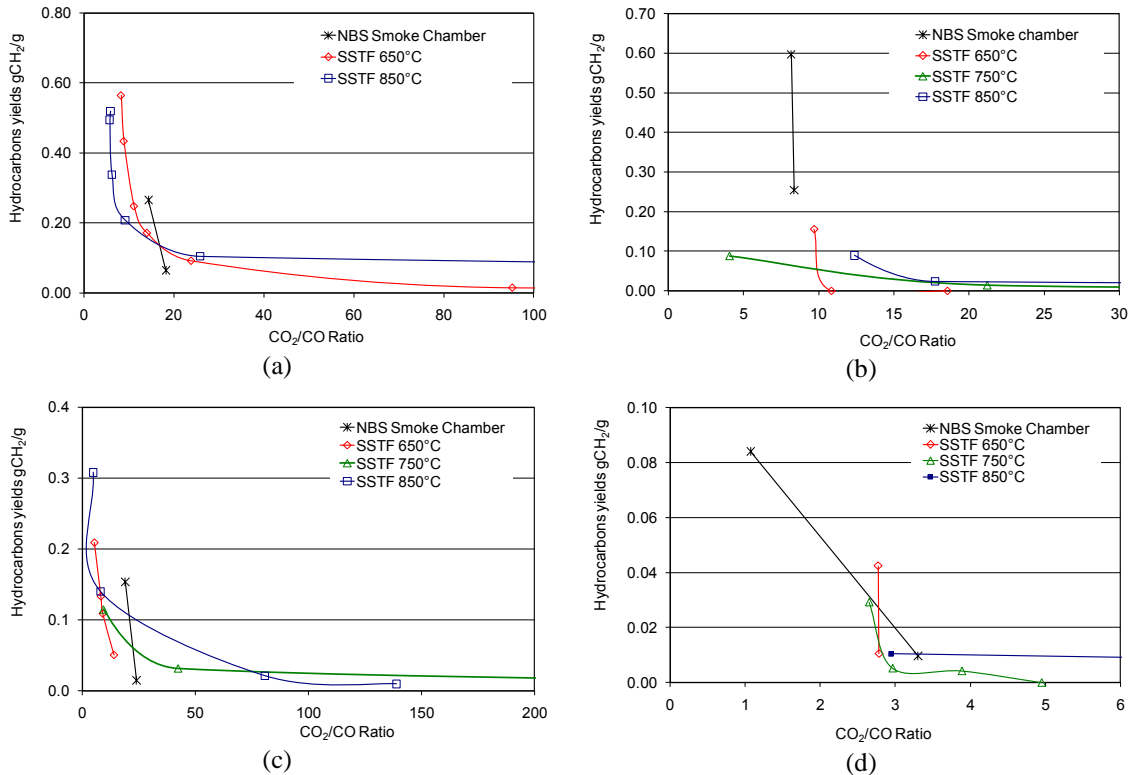 Hydrocarbons yields gCH₂/g
0.80
0.60
0.40
0.20
0.00
NBS Smoke chamber
SSTF 650°C
SSTF 850°C
0
20
40
60
80
100
CO₂/CO Ratio
(a)
Hydrocarbons yields gCH₂/g
0.70
0.60
0.50
0.40
0.30
0.20
0.10
0.00
NBS Smoke chamber
SSTF 650°C
SSTF 750°C
SSTF 850°C
0
5
10
15
20
25
30
CO₂/CO Ratio
(b)
Hydrocarbons yields gCH₂/g
0.4
0.3
0.2
0.1
0.0
NBS Smoke Chamber
SSTF 650°C
SSTF 750°C
SSTF 850°C
0
50
100
150
200
CO₂/CO Ratio
(c)
Hydrocarbons yields gCH₂/g
0.10
0.08
0.06
0.04
0.02
0.00
NBS Smoke Chamber
SSTF 650°C
SSTF 750°C
SSTF 850°C
0
1
2
3
4
5
6
CO₂/CO Ratio
(d)